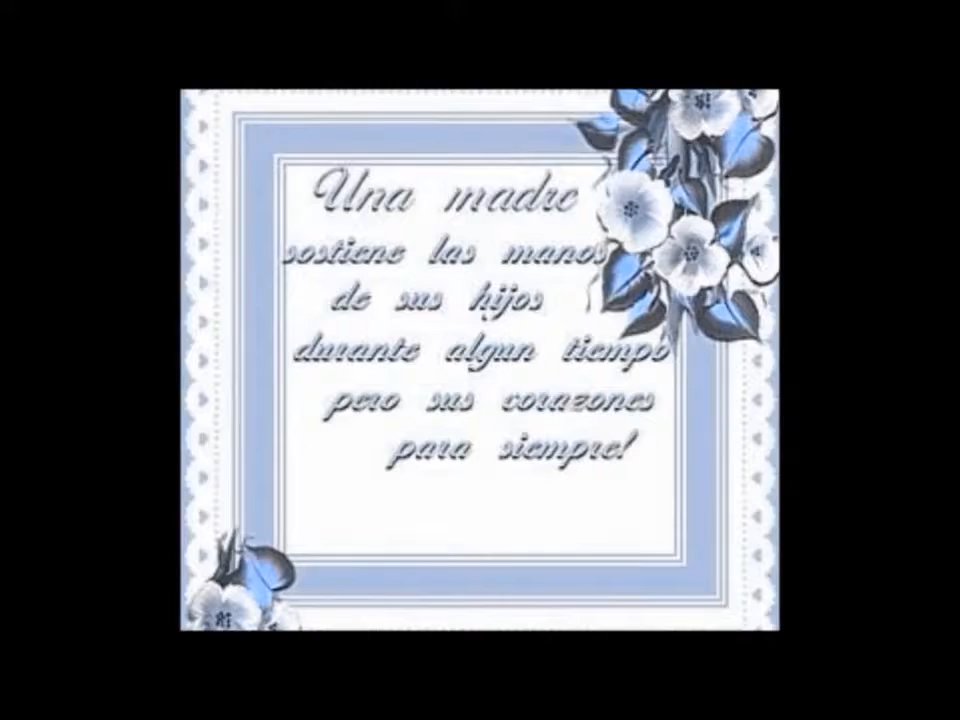 Una madre
sostiene las manos
de sus hijos
durante algun tiempo
pero sus corazones
para siempre!